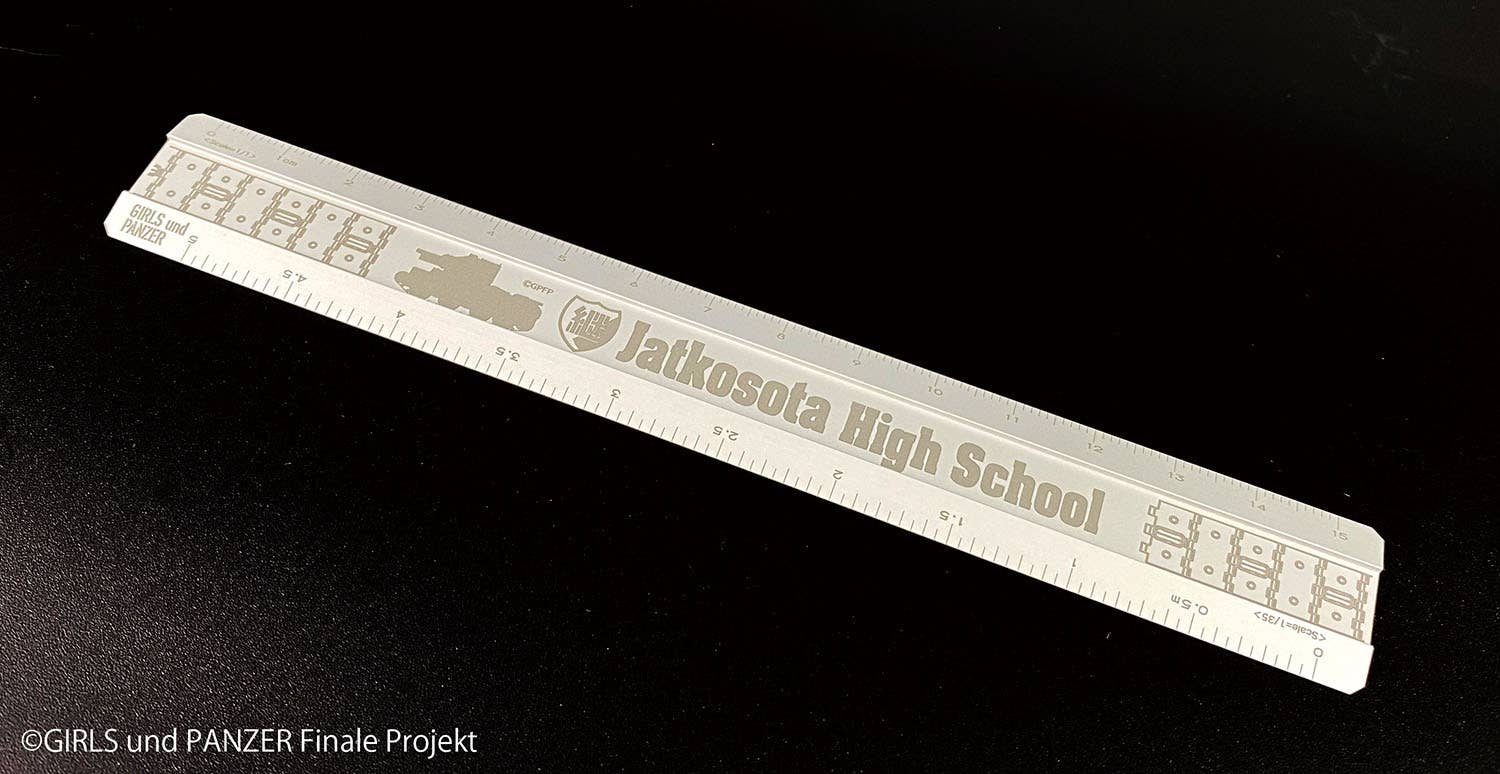 0 1cm 2 3 4 5 6 7 8 9 10 11 12 13 14 15
<Scale=1/1>
GIRLS und
PANZER
©GPFP
継
Jatkosota High School
5 4.5 4 3.5 3 2.5 2 1.5 1 0.5m 0
<Scale=1/35>
©GIRLS und PANZER Finale Projekt